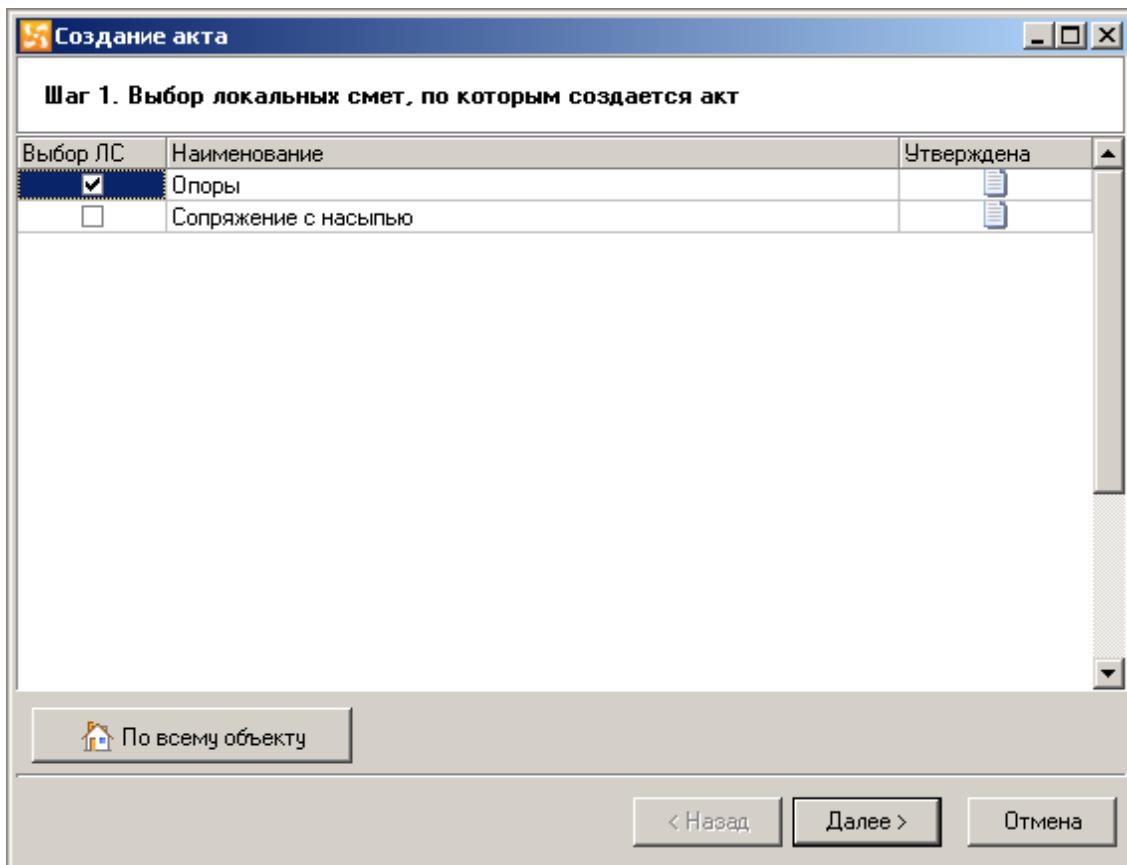 Создание акта
Шаг 1. Выбор локальных смет, по которым создается акт
Выбор ЛС Наименование Утверждена
Опоры
Сопряжение с насыпью
По всему объекту
< Назад Далее > Отмена